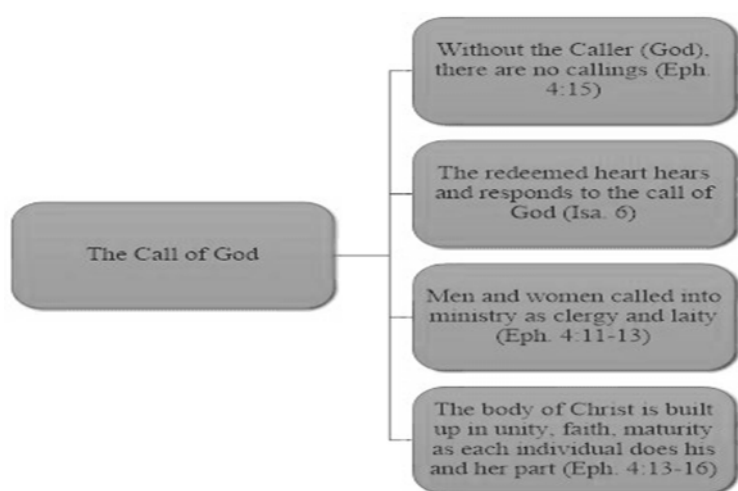 The Call of God
Without the Caller (God),
there are no callings (Eph.
4:15)
The redeemed heart hears
and responds to the call of
God (Isa. 6)
Men and women called into
ministry as clergy and laity
(Eph. 4:11-13)
The body of Christ is built
up in unity, faith, maturity
as each individual does his
and her part (Eph. 4:13-16)